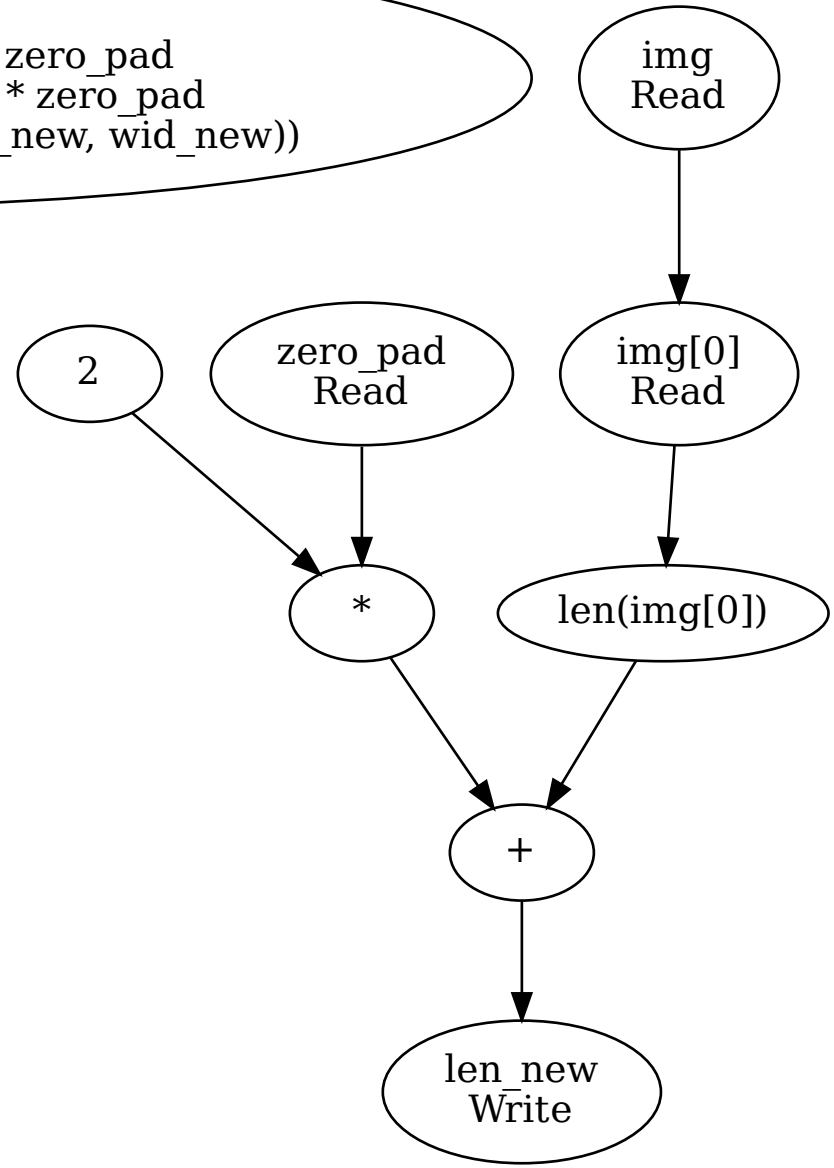 zero_pad
* zero_pad
_new, wid_new))
img
Read
2
zero_pad
Read
img[0]
Read
*
len(img[0])
+
len_new
Write